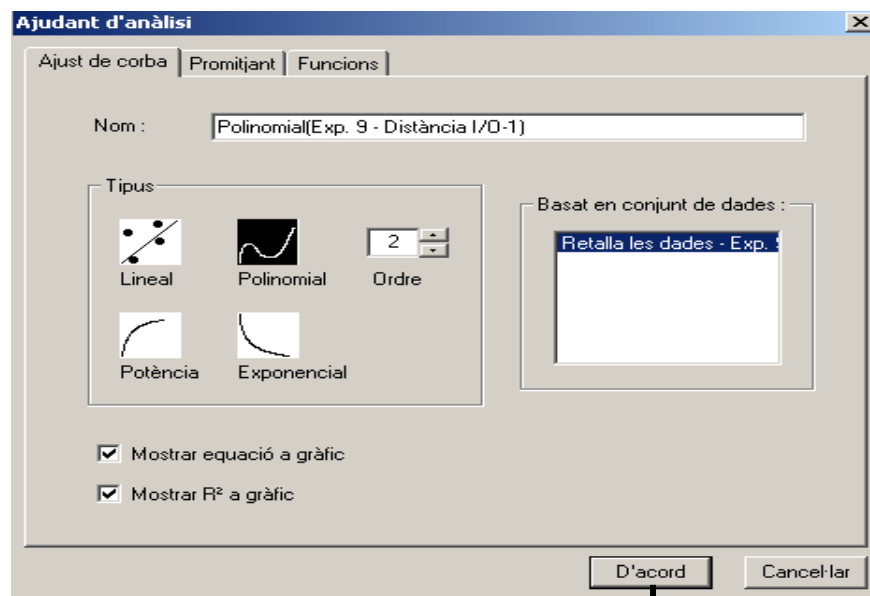 Ajudant d'anàlisi
Ajust de corba Promitjant Funcions
Nom : Polinomial(Exp. 9 - Distància I/O-1)
Tipus
Lineal
Polinomial
2
Ordre
Potència
Exponencial
Basat en conjunt de dades :
Retalla les dades - Exp.
Mostrar equació a gràfic
Mostrar R² a gràfic
D'acord Cancel·lar